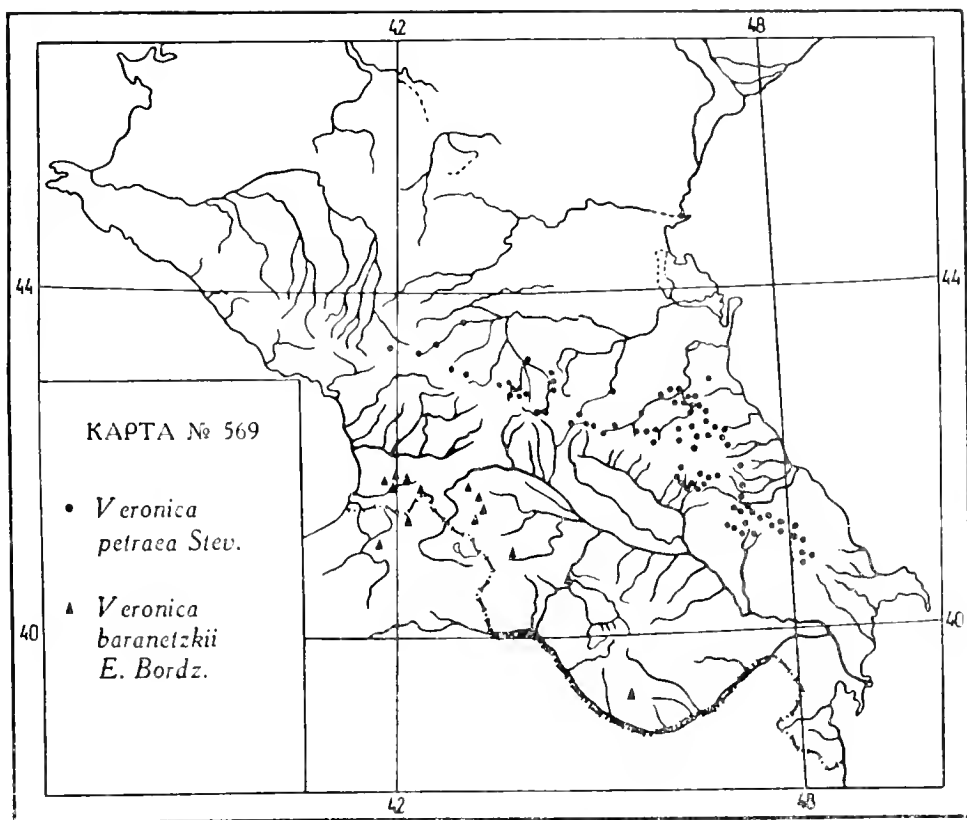 42 48
44 44
КАРТА № 569
Veronica
petraea Stev.
Veronica
baranetzkii
E. Bordz.
40 40
42 48